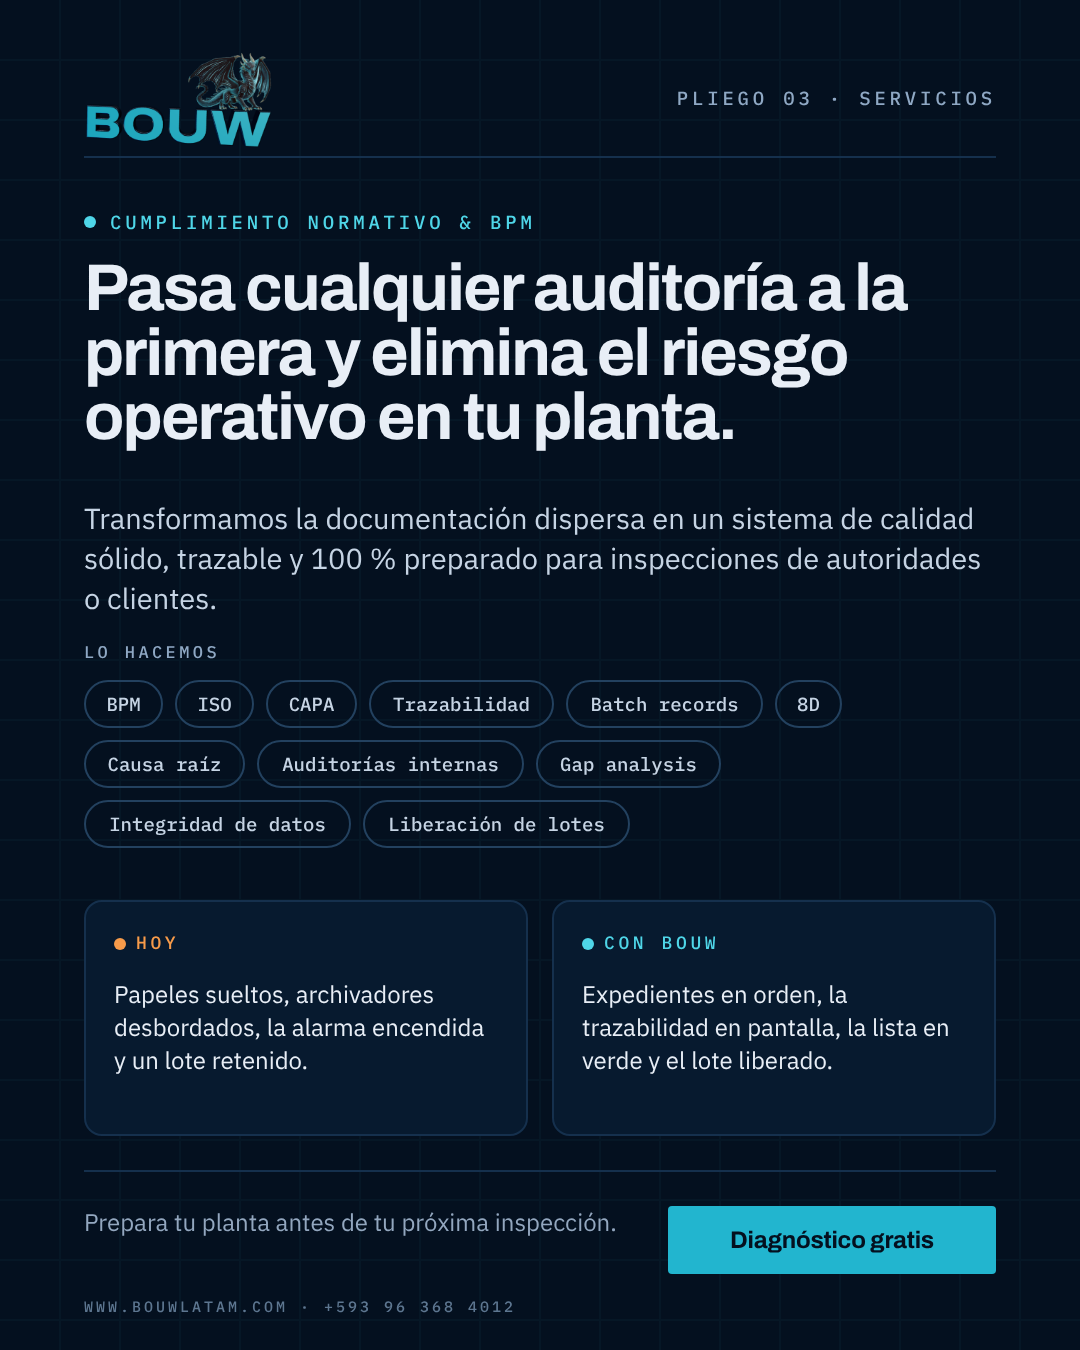 BOUW
PLIEGO 03 · SERVICIOS
CUMPLIMIENTO NORMATIVO & BPM
Pasa cualquier auditoría a la
primera y elimina el riesgo
operativo en tu planta.
Transformamos la documentación dispersa en un sistema de calidad
sólido, trazable y 100 % preparado para inspecciones de autoridades
o clientes.
LO HACEMOS
BPM ISO CAPA Trazabilidad Batch records 8D
Causa raíz Auditorías internas Gap analysis
Integridad de datos Liberación de lotes
HOY
Papeles sueltos, archivadores
desbordados, la alarma encendida
y un lote retenido.
CON BOUW
Expedientes en orden, la
trazabilidad en pantalla, la lista en
verde y el lote liberado.
Prepara tu planta antes de tu próxima inspección.
Diagnóstico gratis
WWW.BOUWLATAM.COM · +593 96 368 4012